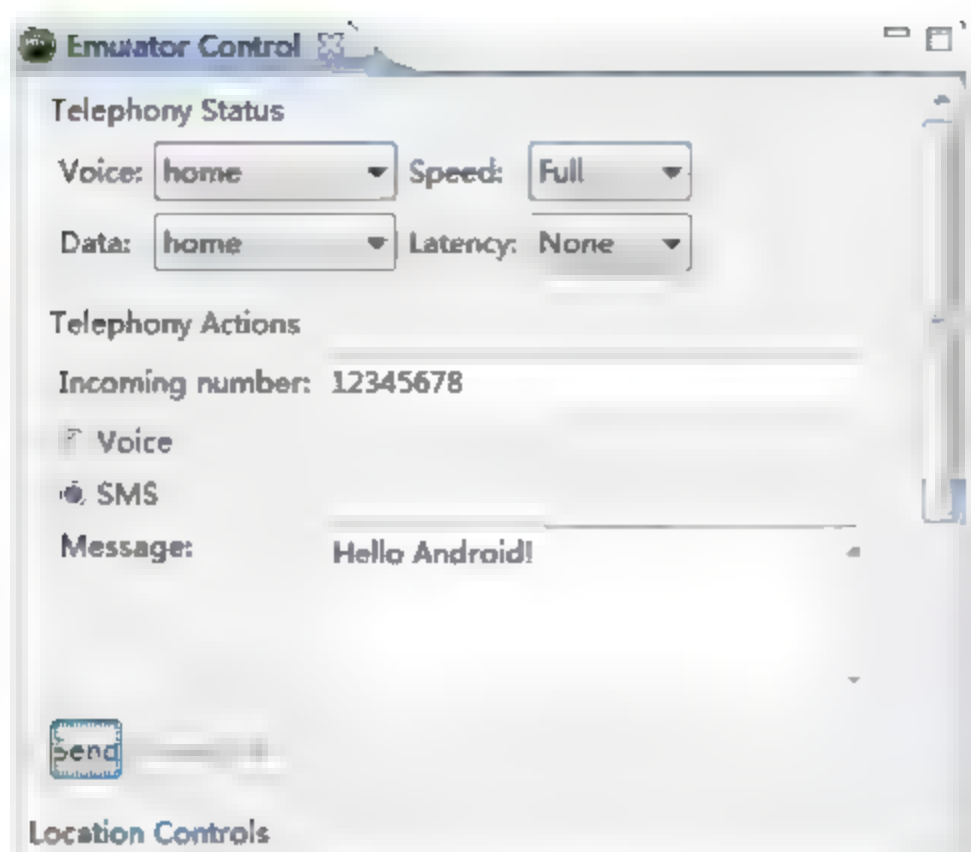 Emulator Control
Telephony Status
Voice: home Speed: Full
Data: home Latency: None
Telephony Actions
Incoming number: 12345678
Voice
SMS
Message: Hello Android!
Send
Location Controls